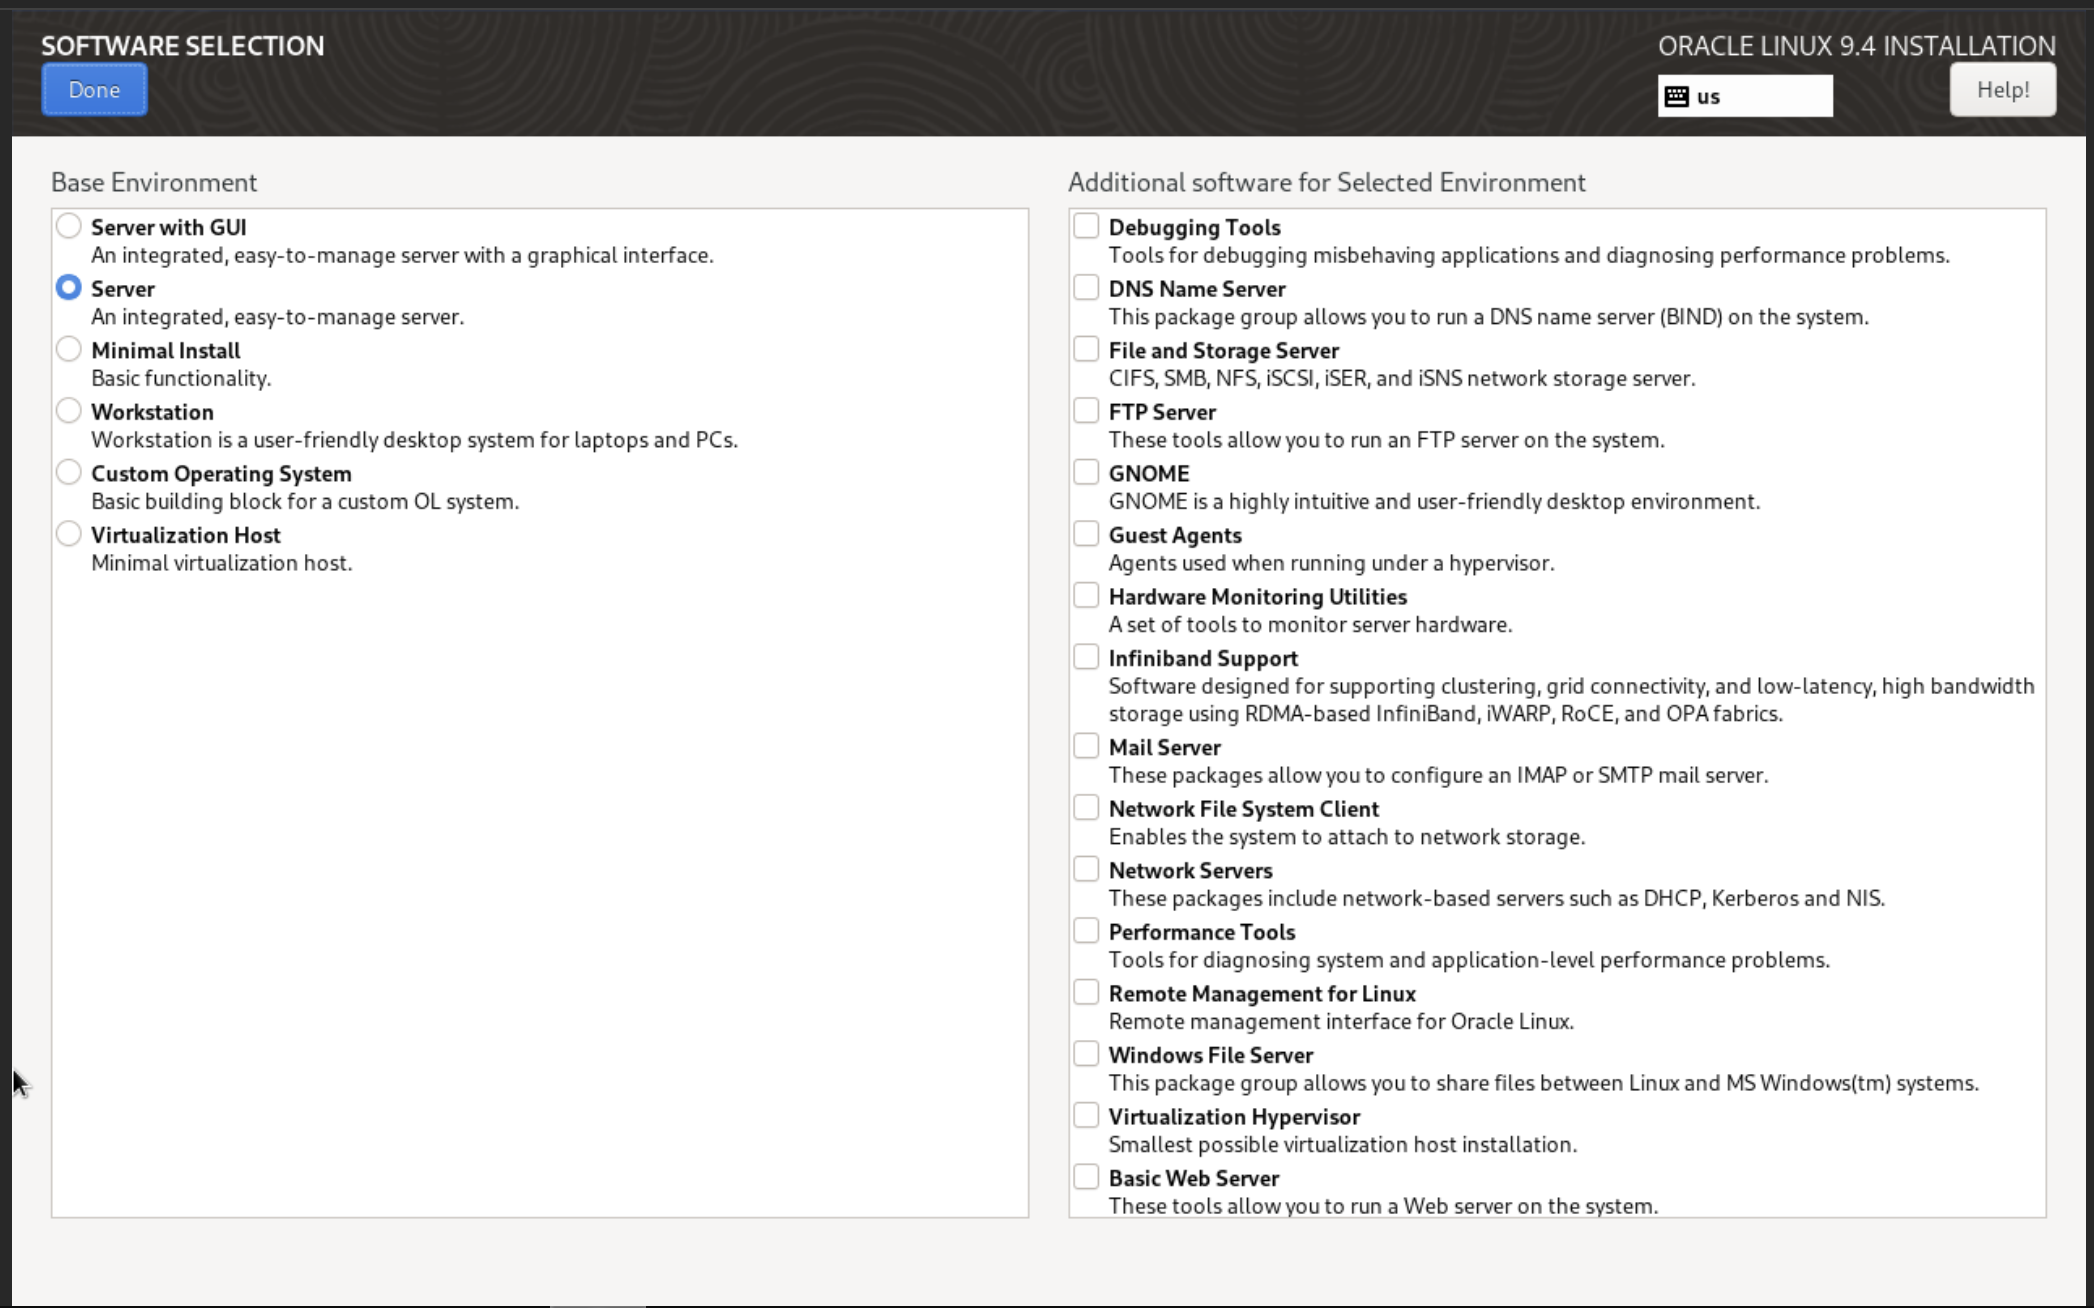 SOFTWARE SELECTION
Done
ORACLE LINUX 9.4 INSTALLATION
us
Help!
Base Environment
Server with GUI
An integrated, easy-to-manage server with a graphical interface.
Server
An integrated, easy-to-manage server.
Minimal Install
Basic functionality.
Workstation
Workstation is a user-friendly desktop system for laptops and PCs.
Custom Operating System
Basic building block for a custom OL system.
Virtualization Host
Minimal virtualization host.
Additional software for Selected Environment
Debugging Tools
Tools for debugging misbehaving applications and diagnosing performance problems.
DNS Name Server
This package group allows you to run a DNS name server (BIND) on the system.
File and Storage Server
CIFS, SMB, NFS, iSCSI, iSER, and iSNS network storage server.
FTP Server
These tools allow you to run an FTP server on the system.
GNOME
GNOME is a highly intuitive and user-friendly desktop environment.
Guest Agents
Agents used when running under a hypervisor.
Hardware Monitoring Utilities
A set of tools to monitor server hardware.
Infiniband Support
Software designed for supporting clustering, grid connectivity, and low-latency, high bandwidth
storage using RDMA-based InfiniBand, iWARP, RoCE, and OPA fabrics.
Mail Server
These packages allow you to configure an IMAP or SMTP mail server.
Network File System Client
Enables the system to attach to network storage.
Network Servers
These packages include network-based servers such as DHCP, Kerberos and NIS.
Performance Tools
Tools for diagnosing system and application-level performance problems.
Remote Management for Linux
Remote management interface for Oracle Linux.
Windows File Server
This package group allows you to share files between Linux and MS Windows(tm) systems.
Virtualization Hypervisor
Smallest possible virtualization host installation.
Basic Web Server
These tools allow you to run a Web server on the system.